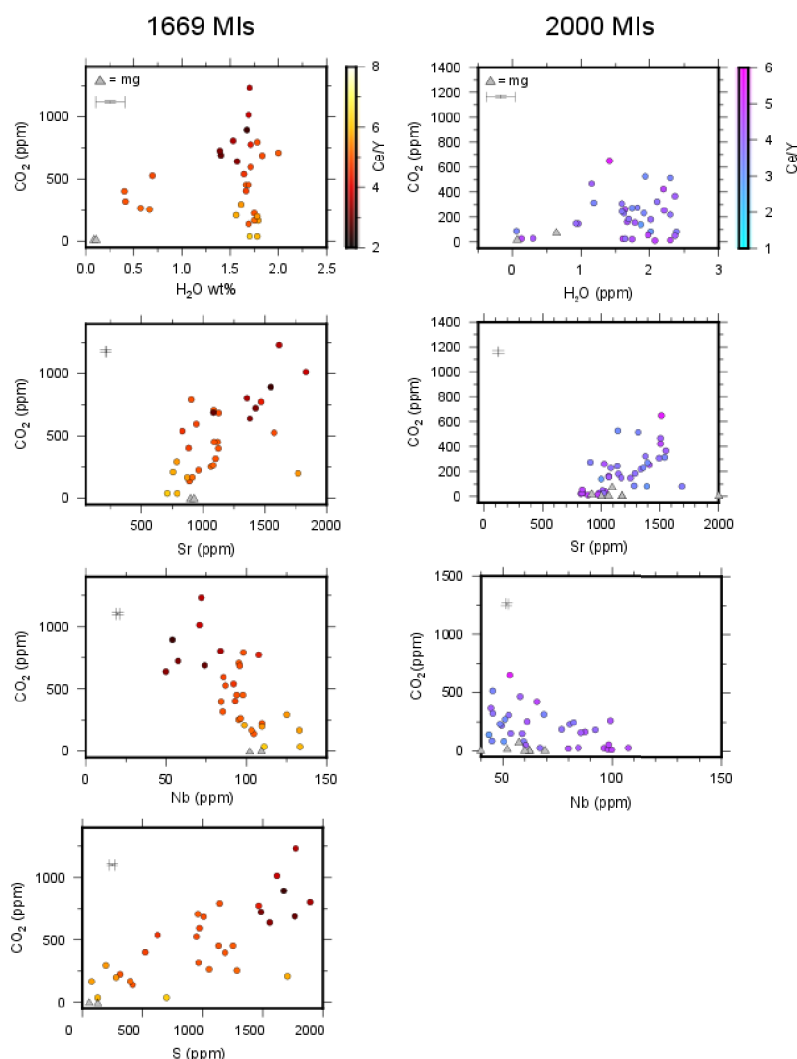 1669 MIs
2000 MIs
= mg
CO2 (ppm)
1000
500
0
0.0 0.5 1.0 1.5 2.0 2.5
H2O wt%
8
6
4
2
Ce/Y
= mg
CO2 (ppm)
1400
1200
1000
800
600
400
200
0
0 1 2 3
H2O (ppm)
6
5
4
3
2
1
Ce/Y
CO2 (ppm)
1000
500
0
500 1000 1500 2000
Sr (ppm)
CO2 (ppm)
1400
1200
1000
800
600
400
200
0
0 500 1000 1500 2000
Sr (ppm)
CO2 (ppm)
1000
500
0
0 50 100 150
Nb (ppm)
CO2(ppm)
1500
1000
500
0
50 100 150
Nb (ppm)
CO2 (ppm)
1000
500
0
0 500 1000 1500 2000
S (ppm)